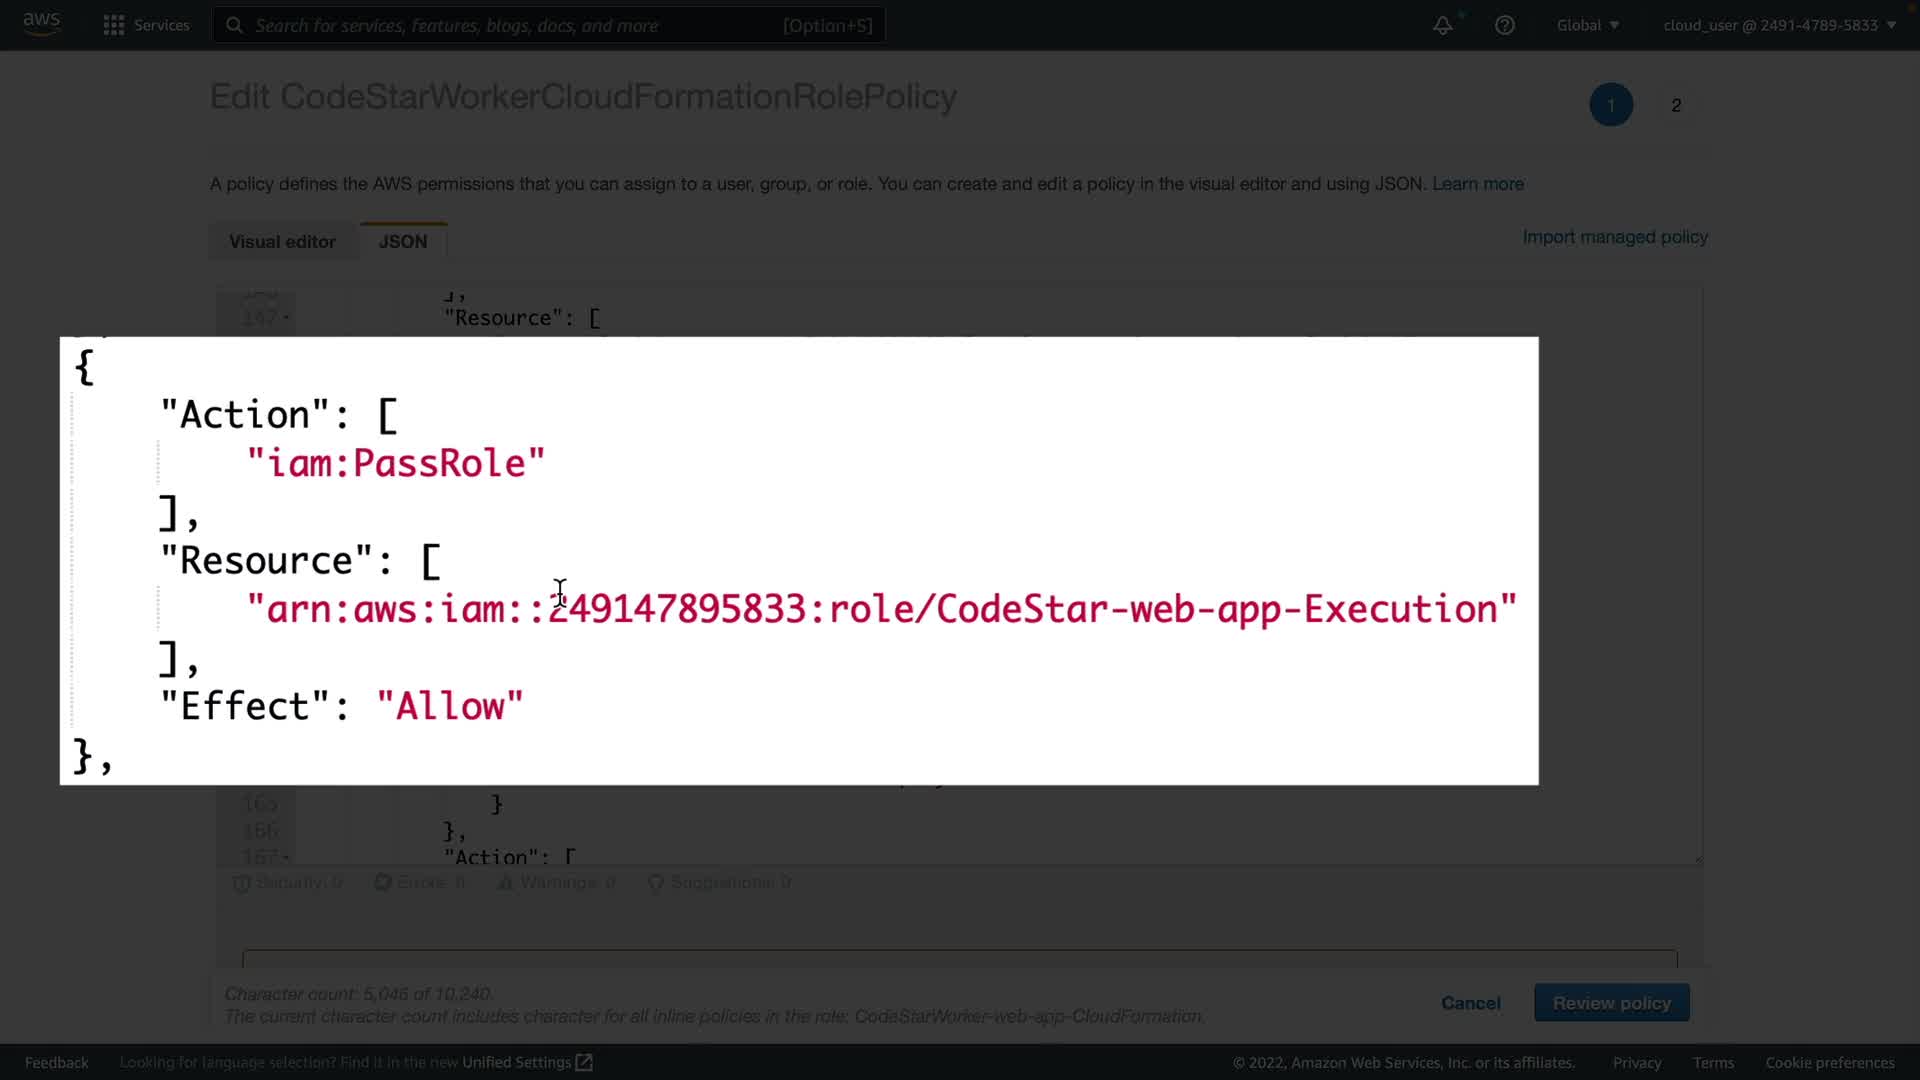 aws Services Search for services, features, blogs, docs, and more [Option+S] Global cloud_user @ 2491-4789-5833
Edit CodeStarWorkerCloudFormationRolePolicy 1 2
A policy defines the AWS permissions that you can assign to a user, group, or role. You can create and edit a policy in the visual editor and using JSON. Learn more
Visual editor JSON Import managed policy
],
147 "Resource": [
{
"Action": [
"iam:PassRole"
],
"Resource": [
"arn:aws:iam::249147895833:role/CodeStar-web-app-Execution"
],
"Effect": "Allow"
},
165 }
166 },
167 "Action": [
Security: 0 Errors: 0 Warnings: 0 Suggestions: 0
Character count: 5,046 of 10,240.
The current character count includes character for all inline policies in the role: CodeStarWorker-web-app-CloudFormation.
Cancel Review policy
Feedback Looking for language selection? Find it in the new Unified Settings © 2022, Amazon Web Services, Inc. or its affiliates. Privacy Terms Cookie preferences